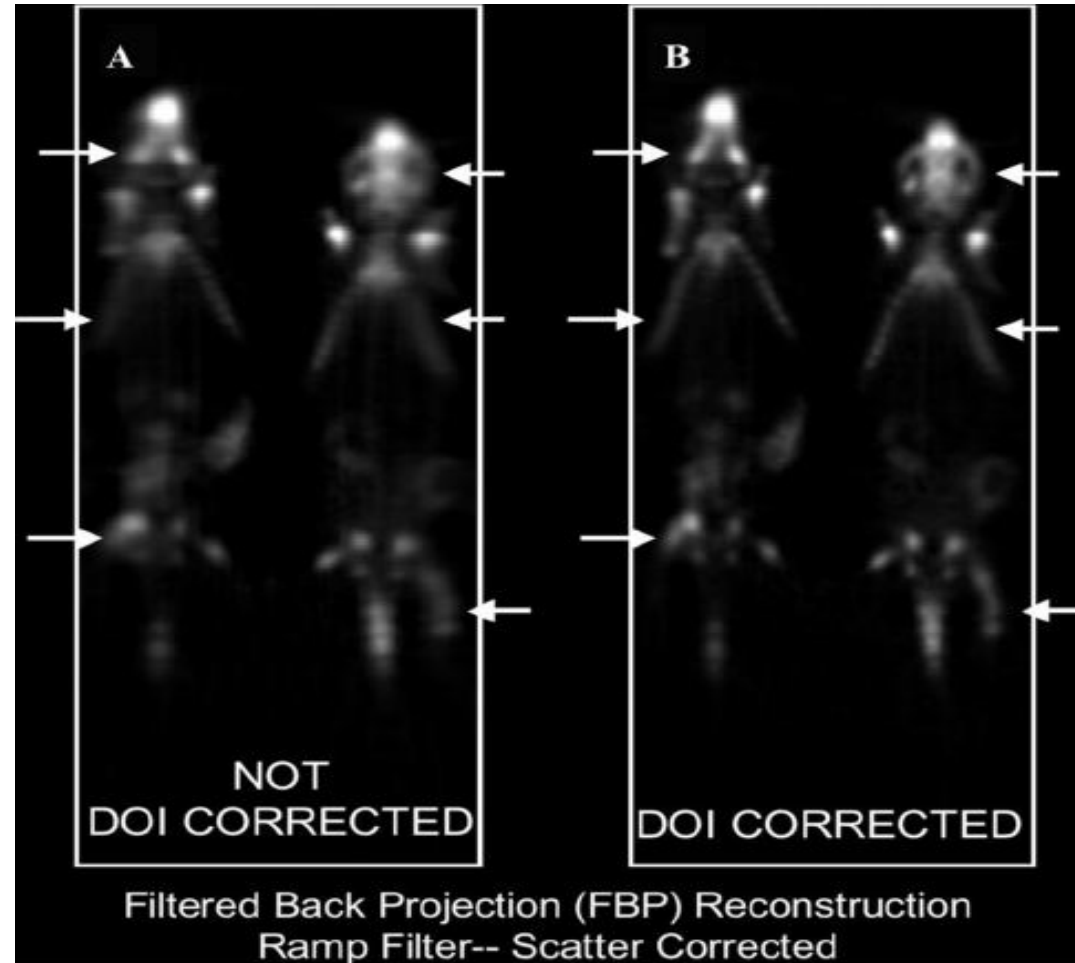 A
B
NOT
DOI CORRECTED
DOI CORRECTED
Filtered Back Projection (FBP) Reconstruction
Ramp Filter-- Scatter Corrected